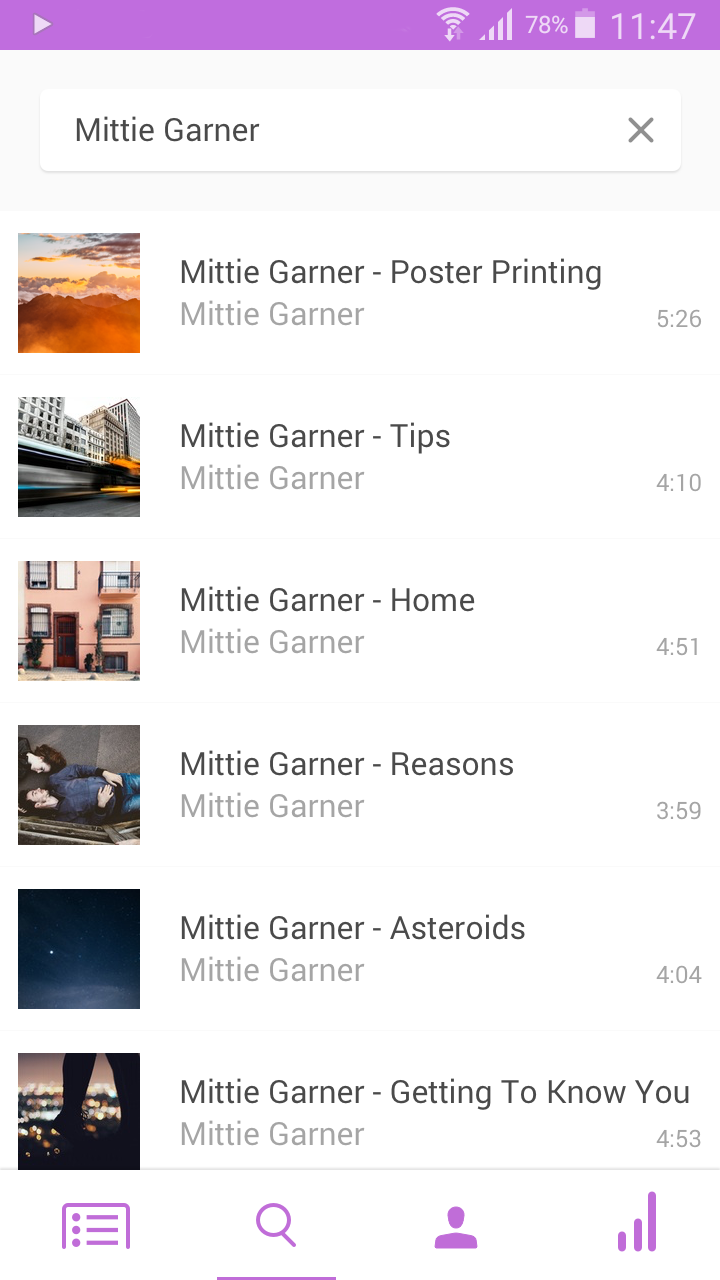 78% 11:47
Mittie Garner
Mittie Garner - Poster Printing
Mittie Garner
5:26
Mittie Garner - Tips
Mittie Garner
4:10
Mittie Garner - Home
Mittie Garner
4:51
Mittie Garner - Reasons
Mittie Garner
3:59
Mittie Garner - Asteroids
Mittie Garner
4:04
Mittie Garner - Getting To Know You
Mittie Garner
4:53